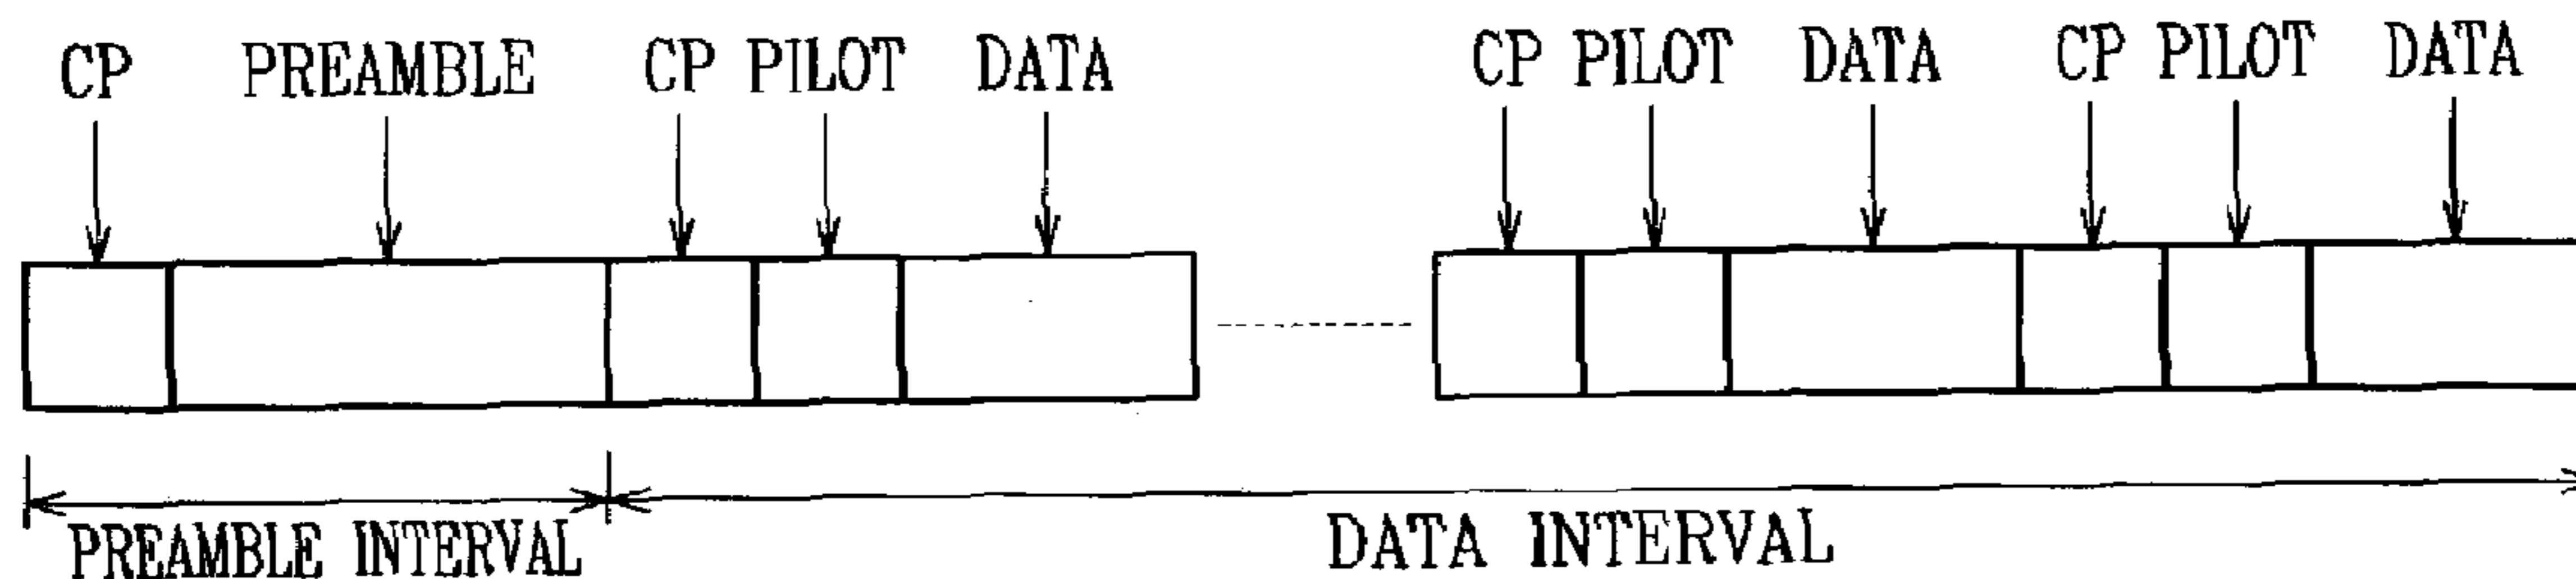 CP PREAMBLE CP PILOT DATA CP PILOT DATA CP PILOT DATA
PREAMBLE INTERVAL DATA INTERVAL